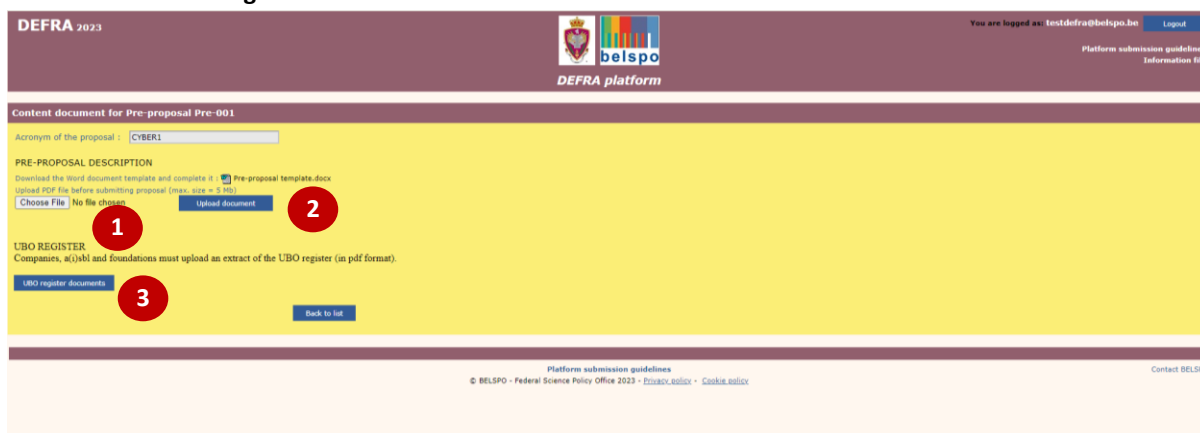 DEFRA 2023
You are logged as: testdefra@belspo.be
Logout
Platform submission guideline
Information fi
belspo
DEFRA platform
Content document for Pre-proposal Pre-001
Acronym of the proposal :
CYBER1
PRE-PROPOSAL DESCRIPTION
Download the Word document template and complete it : Pre-proposal template.docx
Upload PDF file before submitting proposal (max. size = 5 Mb)
Choose File No file chosen
Upload document
2
1
UBO REGISTER
Companies, a(i)sbl and foundations must upload an extract of the UBO register (in pdf format).
UBO register documents
3
Back to list
Platform submission guidelines
Contact BELS
© BELSPO - Federal Science Policy Office 2023 - Privacy policy - Cookie policy